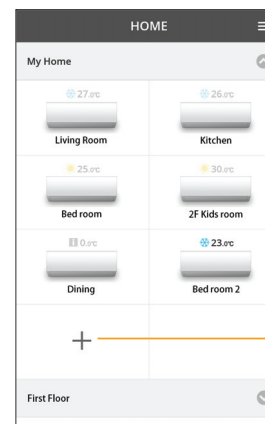 HOME
My Home
27.0°C 26.0°C
Living Room Kitchen
25.0°C 30.0°C
Bed room 2F Kids room
0.0°C 23.0°C
Dining Bed room 2
+
First Floor